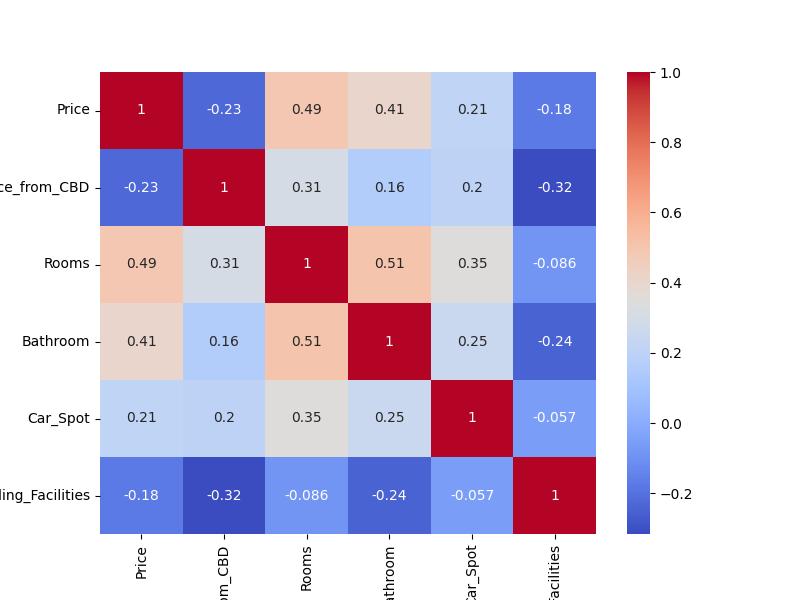 Price 1 -0.23 0.49 0.41 0.21 -0.18
ce_from_CBD -0.23 1 0.31 0.16 0.2 -0.32
Rooms 0.49 0.31 1 0.51 0.35 -0.086
Bathroom 0.41 0.16 0.51 1 0.25 -0.24
Car_Spot 0.21 0.2 0.35 0.25 1 -0.057
ling_Facilities -0.18 -0.32 -0.086 -0.24 -0.057 1
Price
om_CBD
Rooms
athroom
ar_Spot
acilities
1.0
0.8
0.6
0.4
0.2
0.0
−0.2